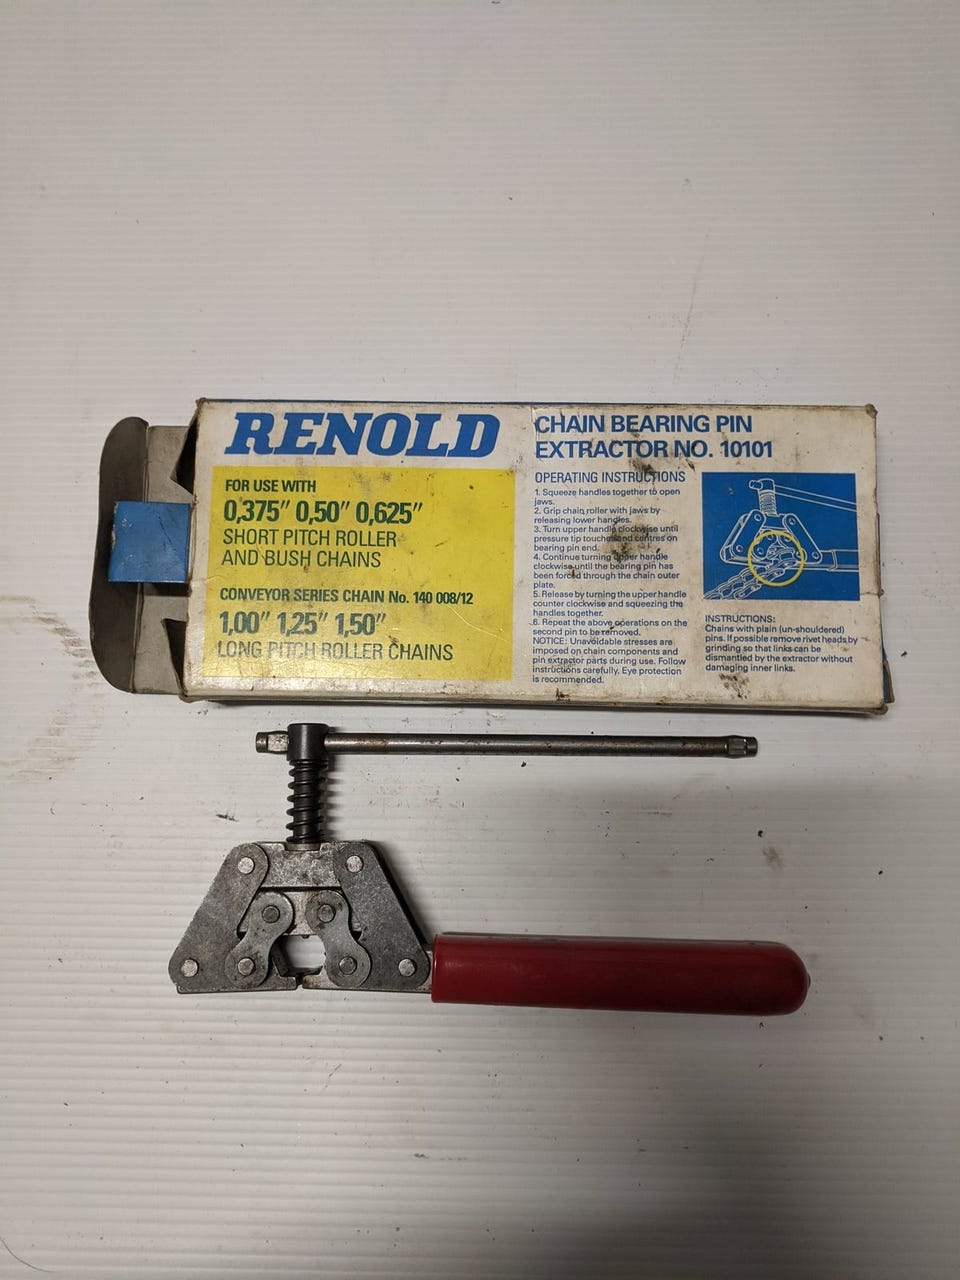 RENOLD
FOR USE WITH
0,375" 0,50" 0,625"
SHORT PITCH ROLLER
AND BUSH CHAINS
CONVEYOR SERIES CHAIN No. 140 008/12
1,00" 1,25" 1,50"
LONG PITCH ROLLER CHAINS
CHAIN BEARING PIN
EXTRACTOR NO. 10101
OPERATING INSTRUCTIONS
1. Squeeze handles together to open
jaws.
2. Grip chain roller with jaws by
releasing lower handles.
3. Turn upper handle clockwise until
pressure tip touches and centres on
bearing pin end.
4. Continue turning upper handle
clockwise until the bearing pin has
been forced through the chain outer
plate.
5. Release by turning the upper handle
counter clockwise and squeezing the
handles together.
6. Repeat the above operations on the
second pin to be removed.
NOTICE: Unavoidable stresses are
imposed on chain components and
pin extractor parts during use. Follow
instructions carefully. Eye protection
is recommended.
INSTRUCTIONS:
Chains with plain (un-shouldered)
pins. If possible remove rivet heads by
grinding so that links can be
dismantled by the extractor without
damaging inner links.